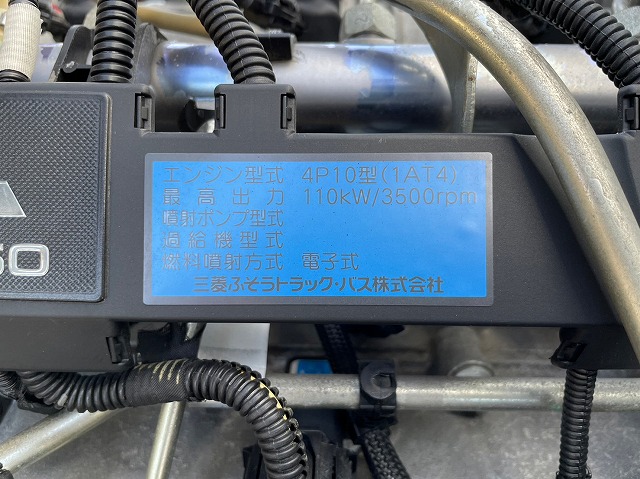 エンジン型式 4P10型(1AT4)
最高出力 110kW/3500rpm
噴射ポンプ型式
過給機型式
燃料噴射方式 電子式
三菱ふそうトラック・バス株式会社
50